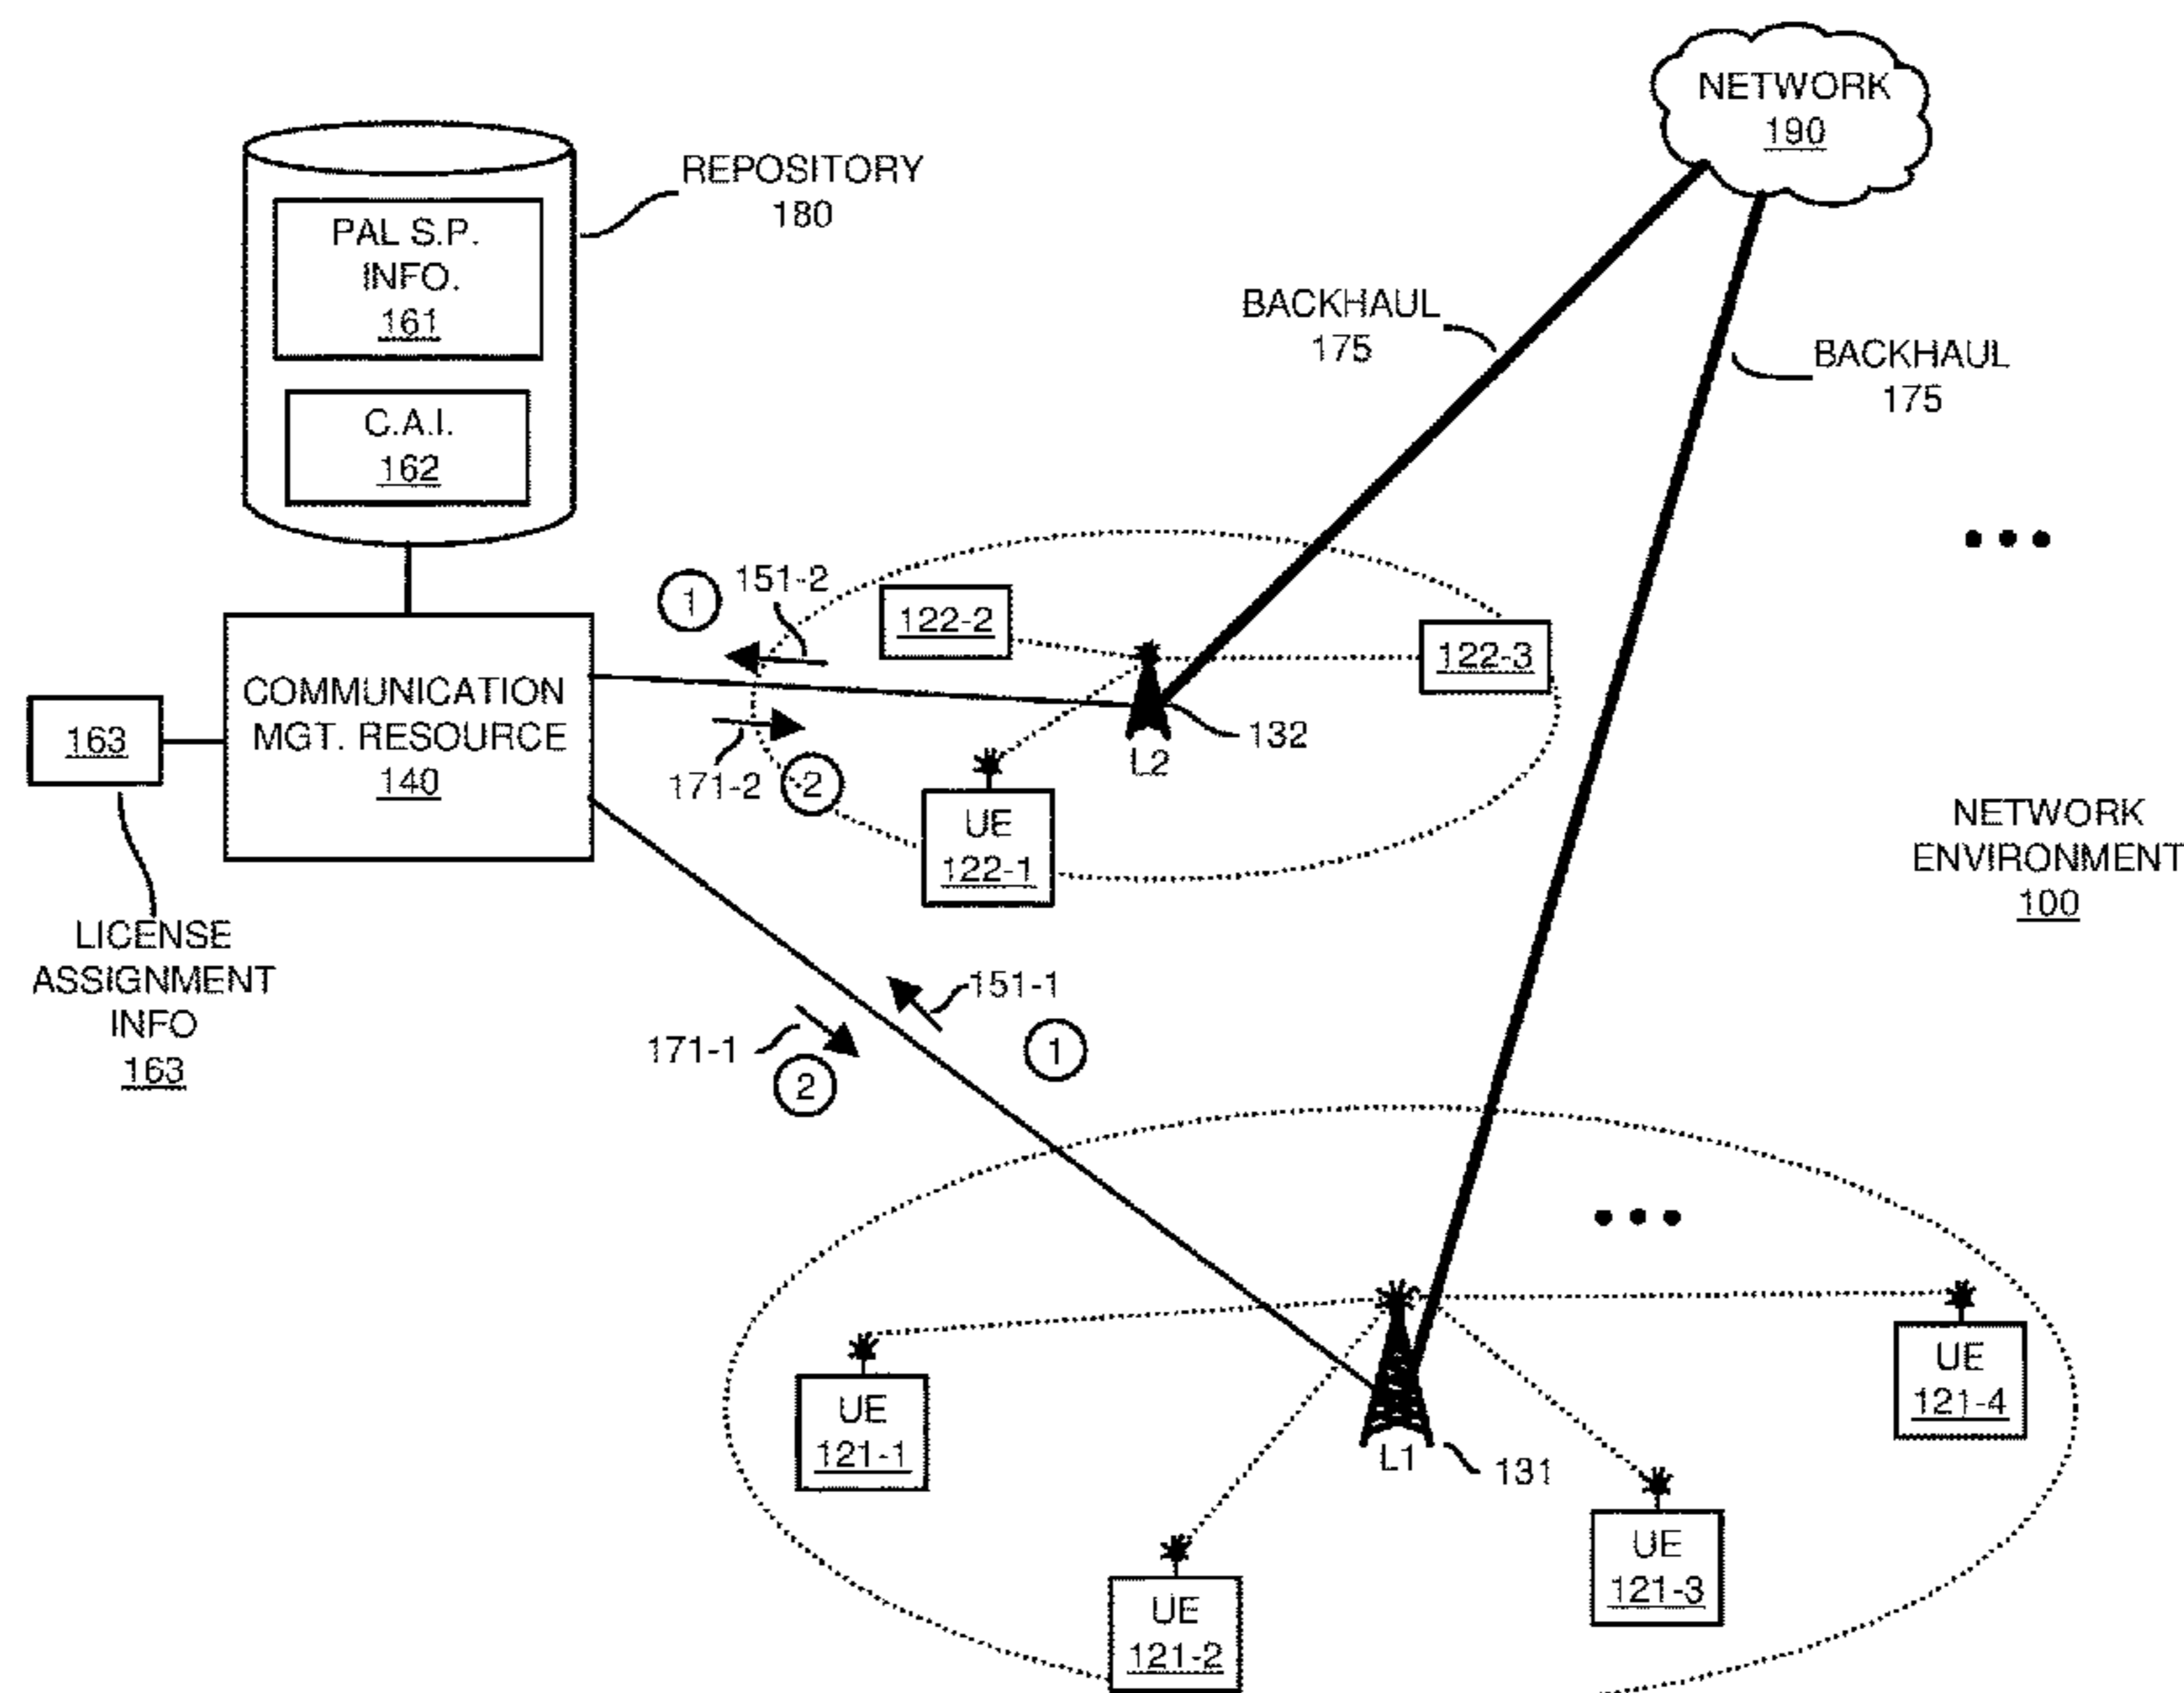 NETWORK
190
REPOSITORY
180
PAL S.P.
INFO.
161
C.A.I.
162
BACKHAUL
175
BACKHAUL
175
1
151-2
122-2
122-3
COMMUNICATION
MGT. RESOURCE
140
163
171-2
2
132
L2
UE
122-1
NETWORK
ENVIRONMENT
100
LICENSE
ASSIGNMENT
INFO
163
151-1
1
171-1
2
UE
121-1
L1
131
UE
121-4
UE
121-3
UE
121-2